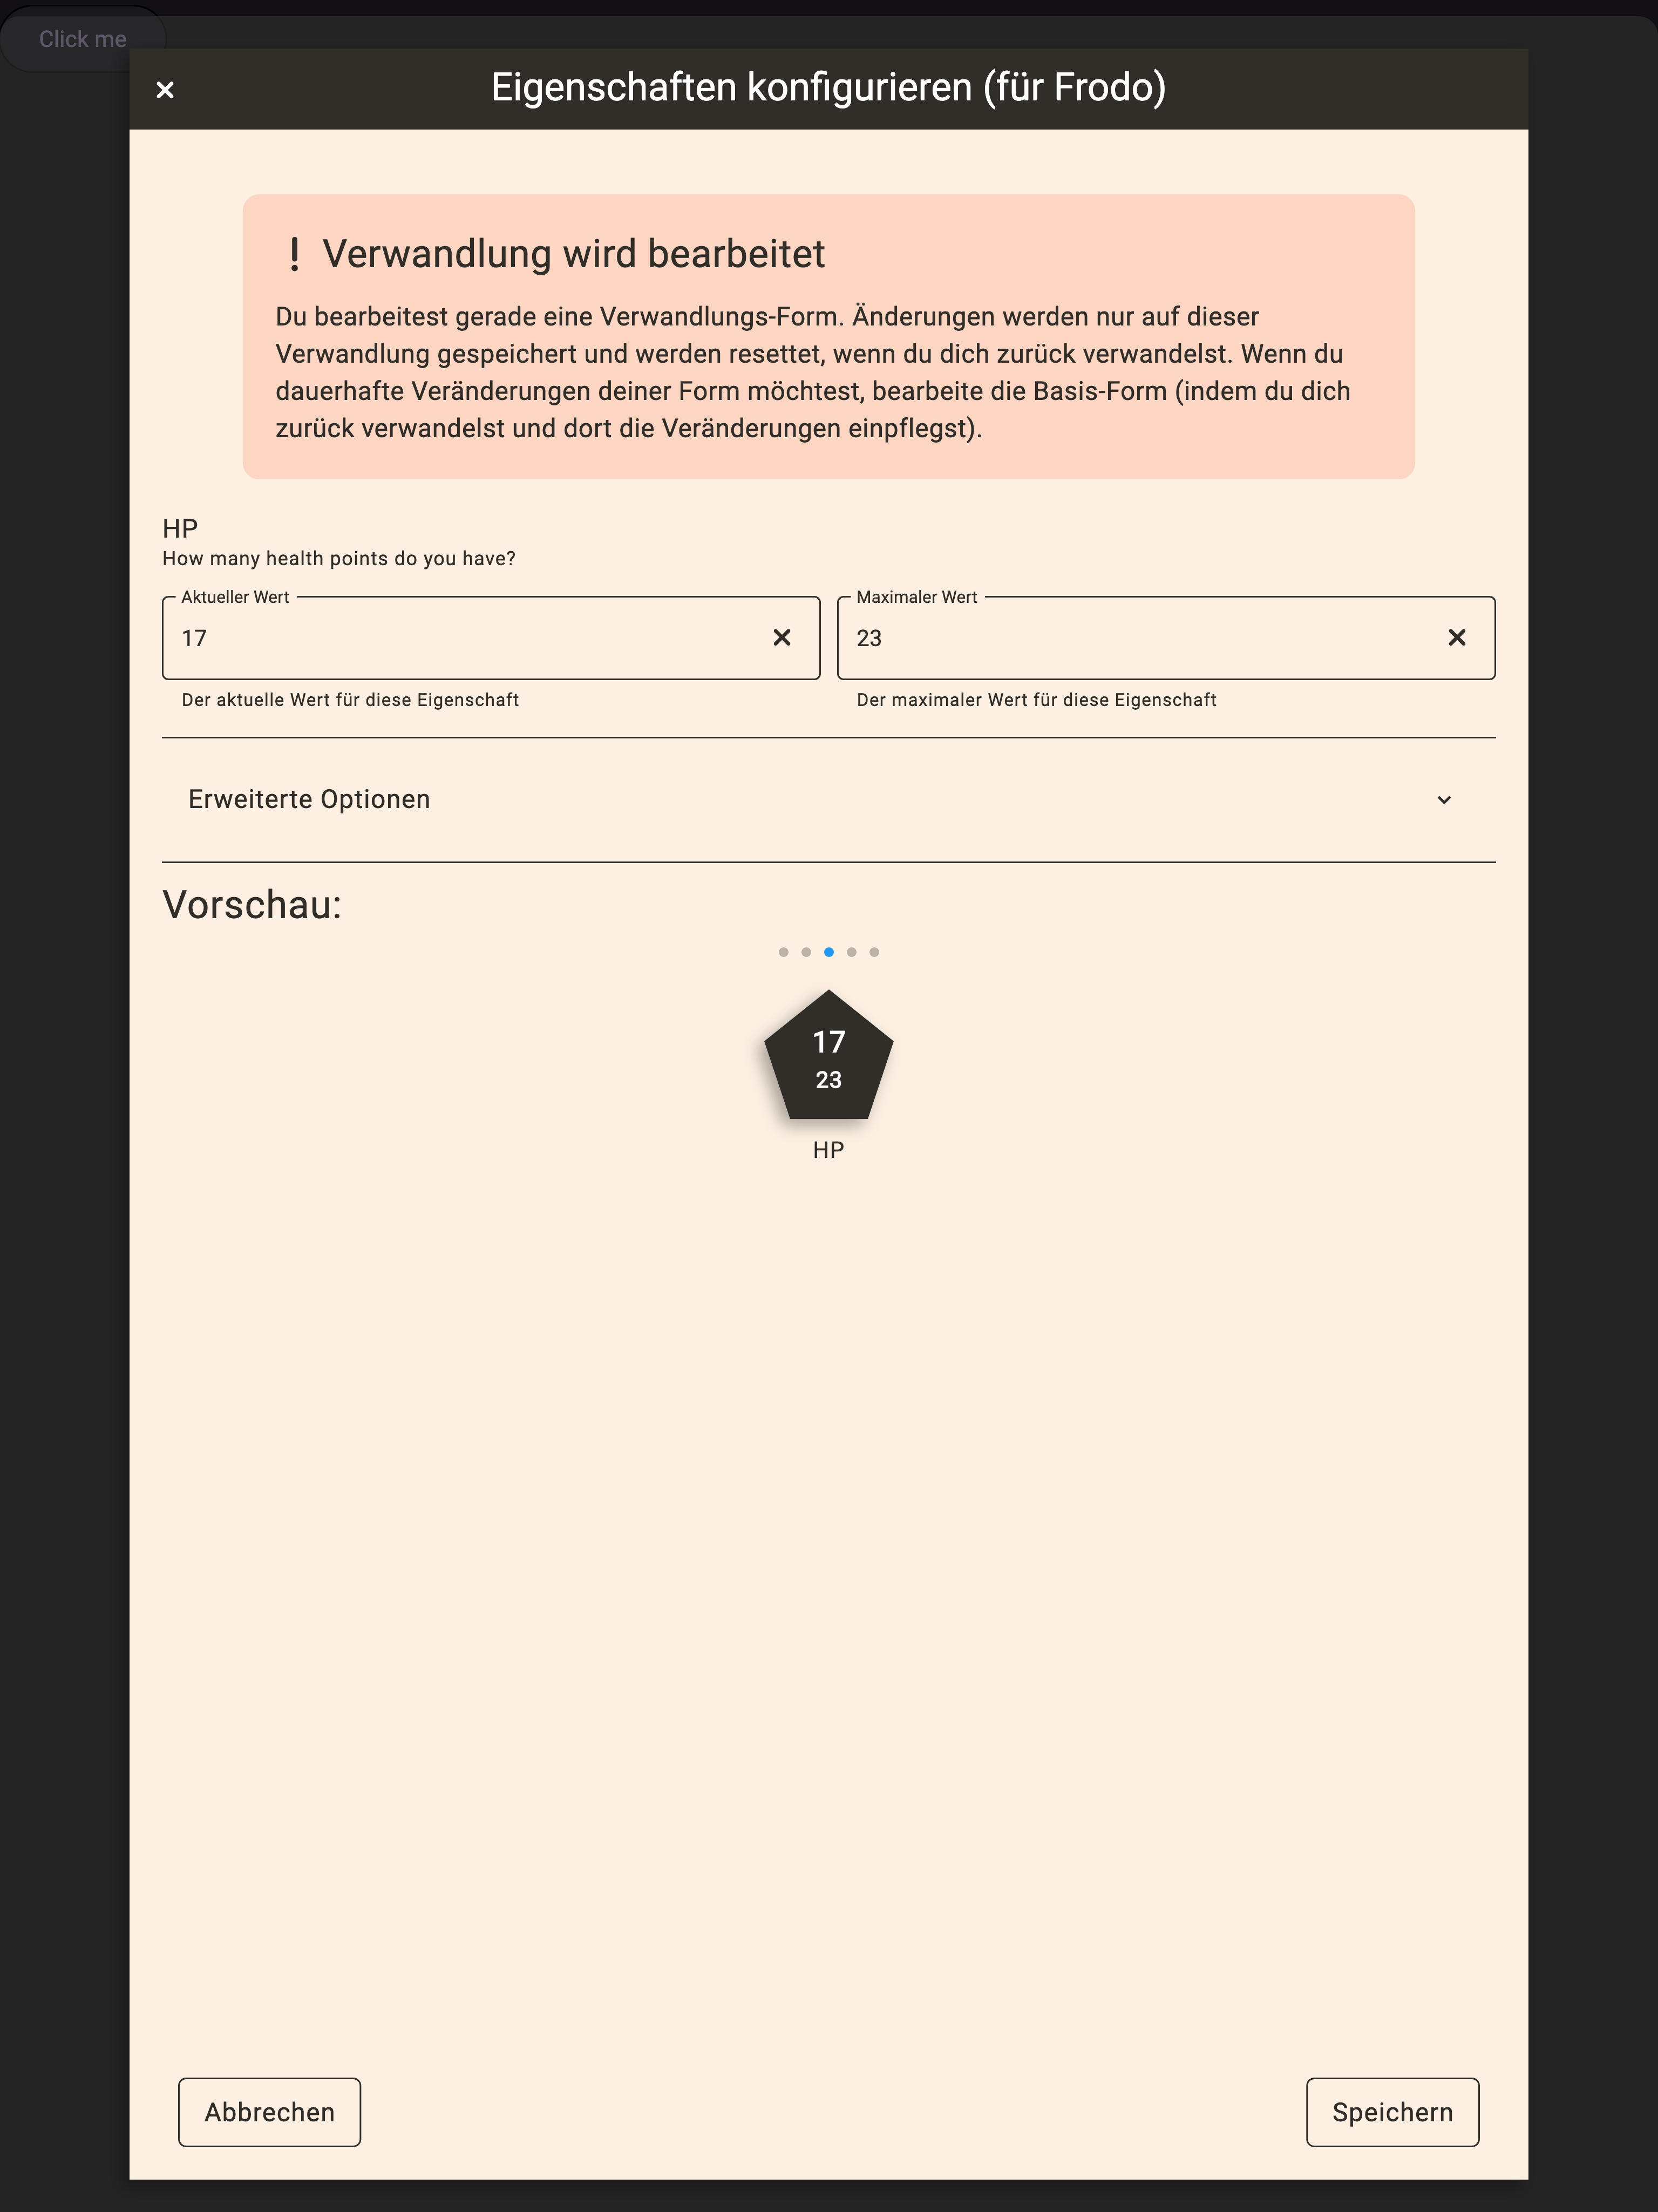 Click me
Eigenschaften konfigurieren (für Frodo)
! Verwandlung wird bearbeitet
Du bearbeitest gerade eine Verwandlungs-Form. Änderungen werden nur auf dieser
Verwandlung gespeichert und werden resettet, wenn du dich zurück verwandelst. Wenn du
dauerhafte Veränderungen deiner Form möchtest, bearbeite die Basis-Form (indem du dich
zurück verwandelst und dort die Veränderungen einpflegst).
HP
How many health points do you have?
Aktueller Wert
17
Der aktuelle Wert für diese Eigenschaft
Maximaler Wert
23
Der maximaler Wert für diese Eigenschaft
Erweiterte Optionen
Vorschau:
17
23
HP
Abbrechen
Speichern